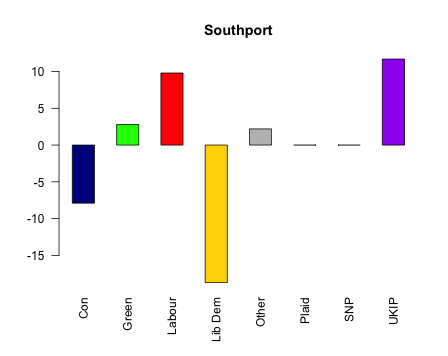 Southport
10
5
0
-5
-10
-15
Con
Green
Labour
Lib Dem
Other
Plaid
SNP
UKIP